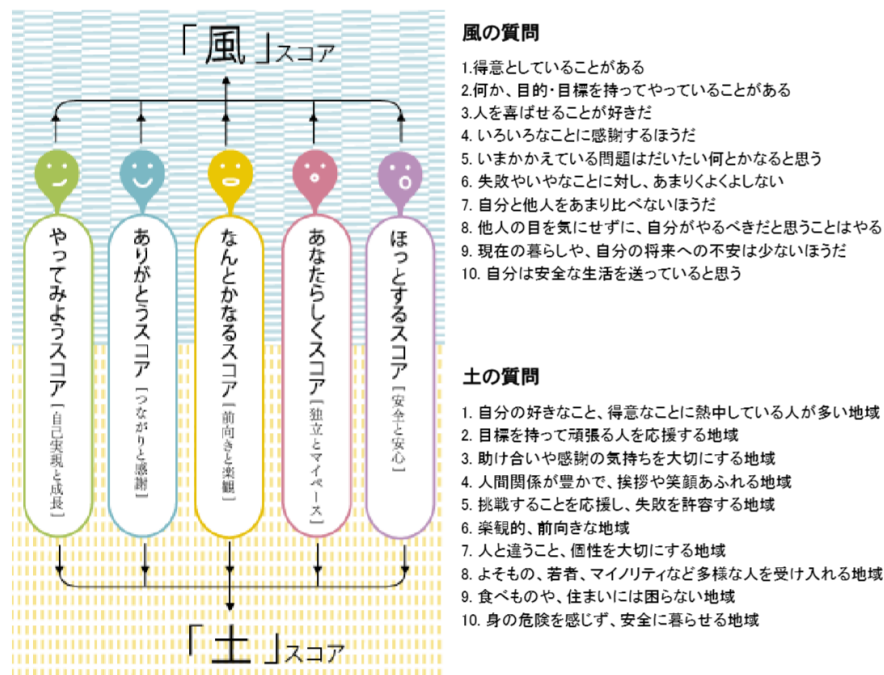 「風」スコア
やってみようスコア［自己実現と成長］
ありがとうスコア［つながりと感謝］
なんとかなるスコア［前向きと楽観］
あなたらしくスコア［独立とマイペース］
ほっとするスコア［安全と安心］
「土」スコア
風の質問
1.得意としていることがある
2.何か、目的・目標を持ってやっていることがある
3.人を喜ばせることが好きだ
4. いろいろなことに感謝するほうだ
5. いまかかえている問題はだいたい何とかなると思う
6. 失敗やいやなことに対し、あまりくよくよしない
7. 自分と他人をあまり比べないほうだ
8. 他人の目を気にせずに、自分がやるべきだと思うことはやる
9. 現在の暮らしや、自分の将来への不安は少ないほうだ
10. 自分は安全な生活を送っていると思う
土の質問
1. 自分の好きなこと、得意なことに熱中している人が多い地域
2. 目標を持って頑張る人を応援する地域
3. 助け合いや感謝の気持ちを大切にする地域
4. 人間関係が豊かで、挨拶や笑顔あふれる地域
5. 挑戦することを応援し、失敗を許容する地域
6. 楽観的、前向きな地域
7. 人と違うこと、個性を大切にする地域
8. よそもの、若者、マイノリティなど多様な人を受け入れる地域
9. 食べものや、住まいには困らない地域
10. 身の危険を感じず、安全に暮らせる地域